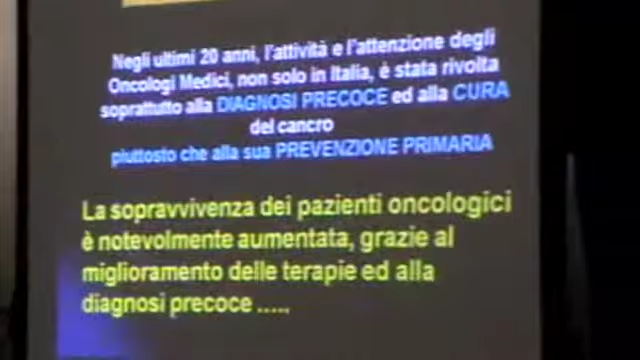 Negli ultimi 20 anni, l'attività e l'attenzione degli
Oncologi Medici, non solo in Italia, è stata rivolta
soprattutto alla DIAGNOSI PRECOCE ed alla CURA
del cancro
piuttosto che alla sua PREVENZIONE PRIMARIA
La sopravvivenza dei pazienti oncologici
è notevolmente aumentata, grazie al
miglioramento delle terapie ed alla
diagnosi precoce .....